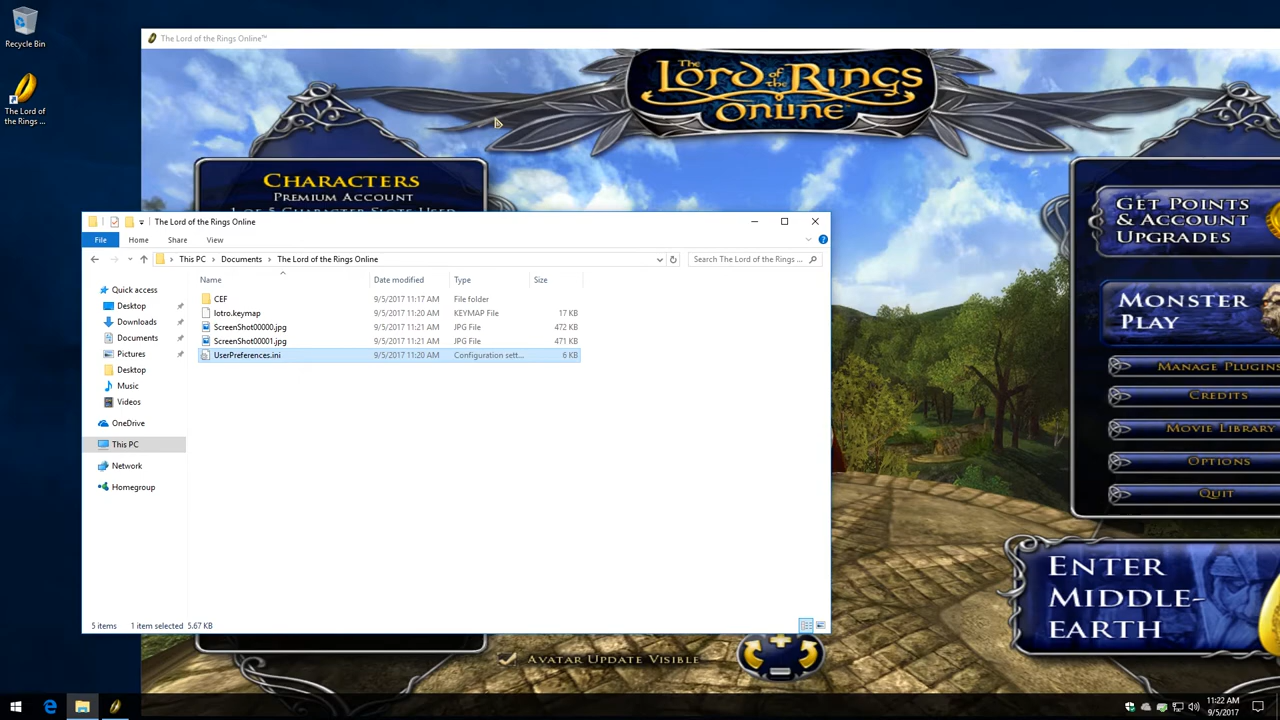 Recycle Bin
The Lord of
the Rings ...
The Lord of the Rings Online™
The
Lord of the Rings
Online™
Characters
Premium Account
1 of 5 Character Slots Used
Get Points
& Account
Upgrades
Monster
Play
Manage Plugins
Credits
Movie Library
Options
Quit
Enter
Middle-
earth
Avatar Update Visible
The Lord of the Rings Online
File Home Share View
This PC Documents The Lord of the Rings Online
Search The Lord of the Rings ...
Name Date modified Type Size
CEF 9/5/2017 11:17 AM File folder
lotro.keymap 9/5/2017 11:20 AM KEYMAP File 17 KB
ScreenShot00000.jpg 9/5/2017 11:21 AM JPG File 472 KB
ScreenShot00001.jpg 9/5/2017 11:21 AM JPG File 471 KB
UserPreferences.ini 9/5/2017 11:20 AM Configuration sett... 6 KB
Quick access
Desktop
Downloads
Documents
Pictures
Desktop
Music
Videos
OneDrive
This PC
Network
Homegroup
5 items 1 item selected 5.67 KB
11:22 AM
9/5/2017